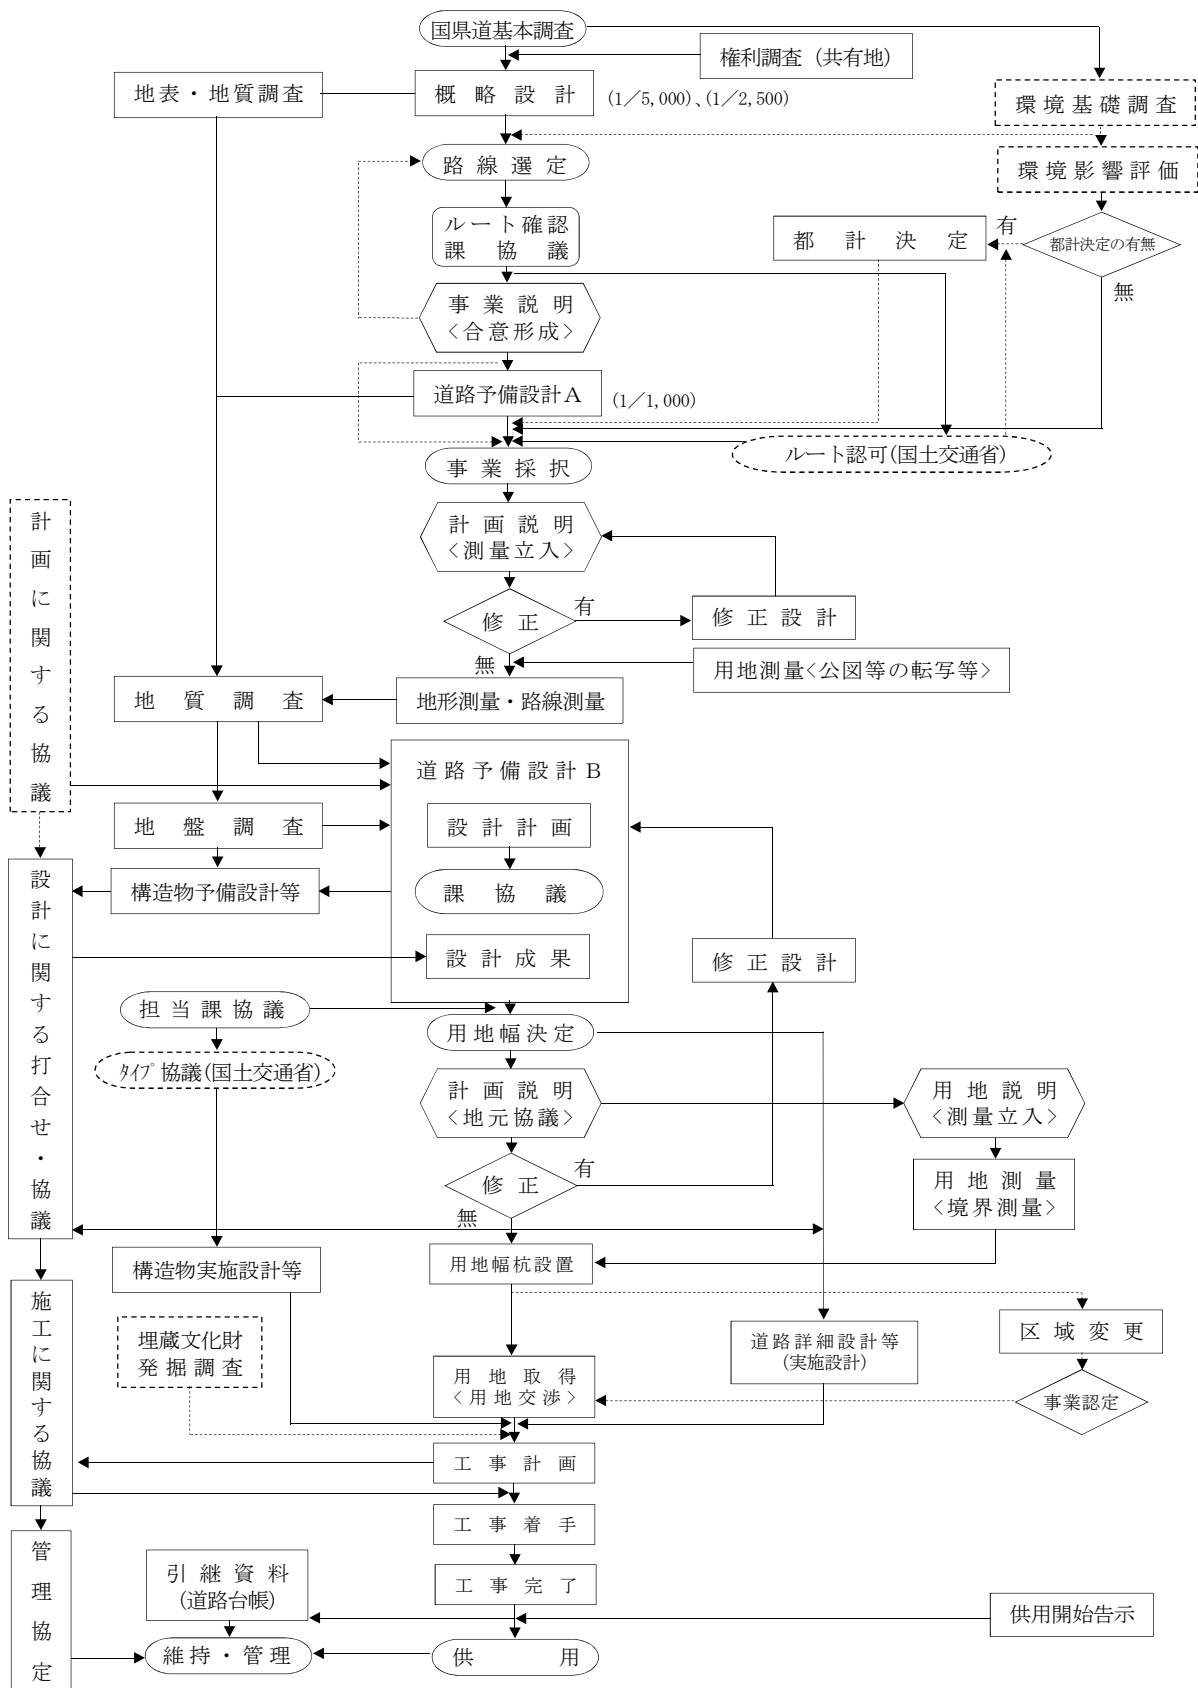 国県道基本調査
権利調査（共有地）
地表・地質調査
概略設計
（1／5,000）、（1／2,500）
環境基礎調査
路線選定
環境影響評価
ルート確認
課協議
都計決定
有
都計決定の有無
無
事業説明
＜合意形成＞
道路予備設計Ａ
（1／1,000）
ルート認可(国土交通省)
事業採択
計画に関する協議
計画説明
＜測量立入＞
修正
有
修正設計
無
用地測量＜公図等の転写等＞
地質調査
地形測量・路線測量
道路予備設計Ｂ
地盤調査
設計計画
設計に関する打合せ・協議
構造物予備設計等
課協議
設計成果
修正設計
担当課協議
用地幅決定
ﾀｲﾌﾟ協議(国土交通省)
計画説明
＜地元協議＞
用地説明
＜測量立入＞
修正
有
用地測量
＜境界測量＞
無
構造物実施設計等
用地幅杭設置
施工に関する協議
埋蔵文化財
発掘調査
道路詳細設計等
(実施設計)
区域変更
用地取得
＜用地交渉＞
事業認定
工事計画
工事着手
管理協定
引継資料
(道路台帳)
工事完了
供用開始告示
維持・管理
供用